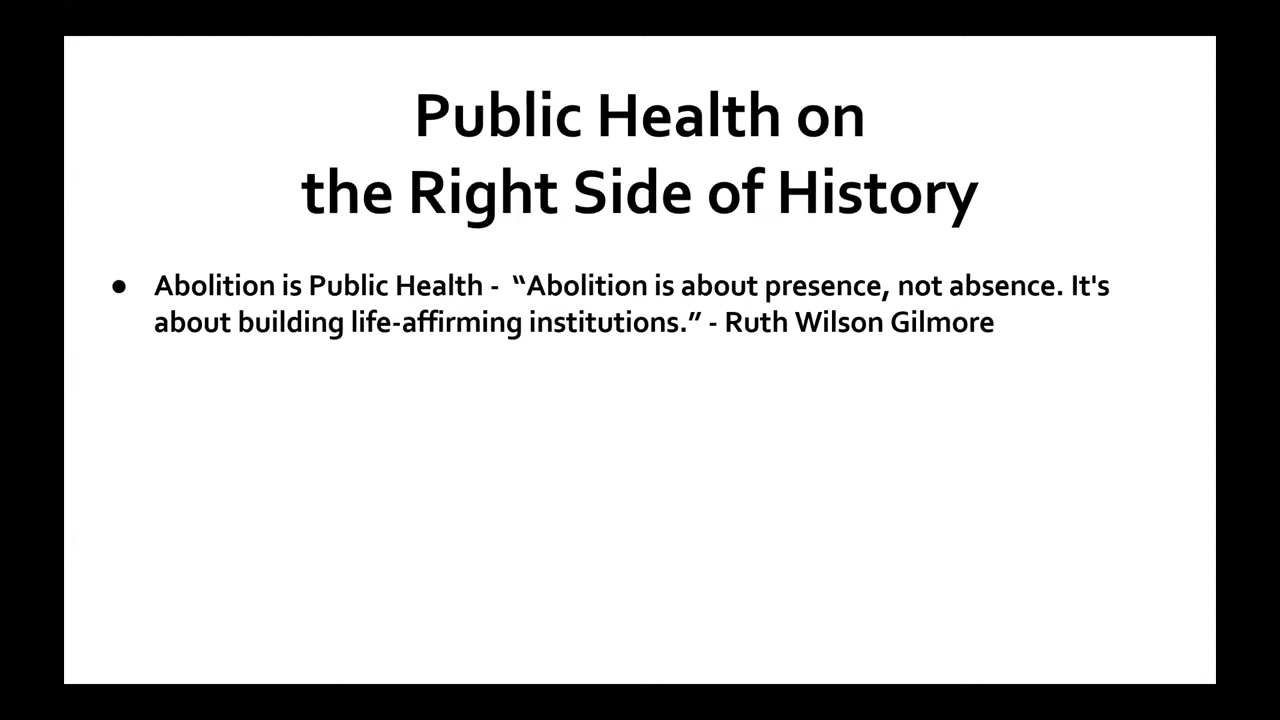 Public Health on
the Right Side of History
● Abolition is Public Health - “Abolition is about presence, not absence. It's
about building life-affirming institutions.” - Ruth Wilson Gilmore